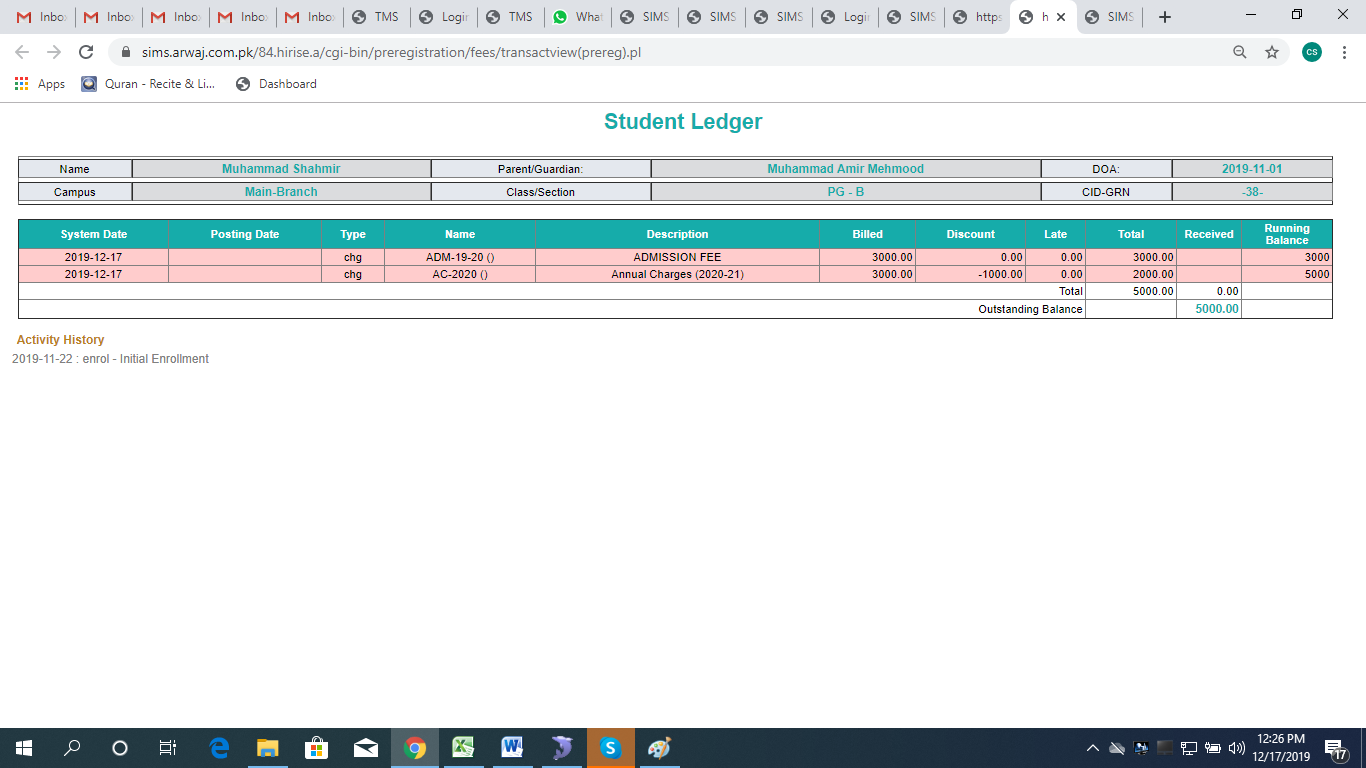 Inbo Inbo Inbo Inbo Inbo TMS Login TMS What SIMS SIMS SIMS Login SIMS https h SIMS
sims.arwaj.com.pk/84.hirise.a/cgi-bin/preregistration/fees/transactview(prereg).pl CS
Apps Quran - Recite & Li... Dashboard
Student Ledger
Name Muhammad Shahmir Parent/Guardian: Muhammad Amir Mehmood DOA: 2019-11-01
Campus Main-Branch Class/Section PG - B CID-GRN -38-
System Date Posting Date Type Name Description Billed Discount Late Total Received Running Balance
2019-12-17 chg ADM-19-20 () ADMISSION FEE 3000.00 0.00 0.00 3000.00 3000
2019-12-17 chg AC-2020 () Annual Charges (2020-21) 3000.00 -1000.00 0.00 2000.00 5000
Total 5000.00 0.00
Outstanding Balance 5000.00
Activity History
2019-11-22 : enrol - Initial Enrollment
12:26 PM
12/17/2019
17